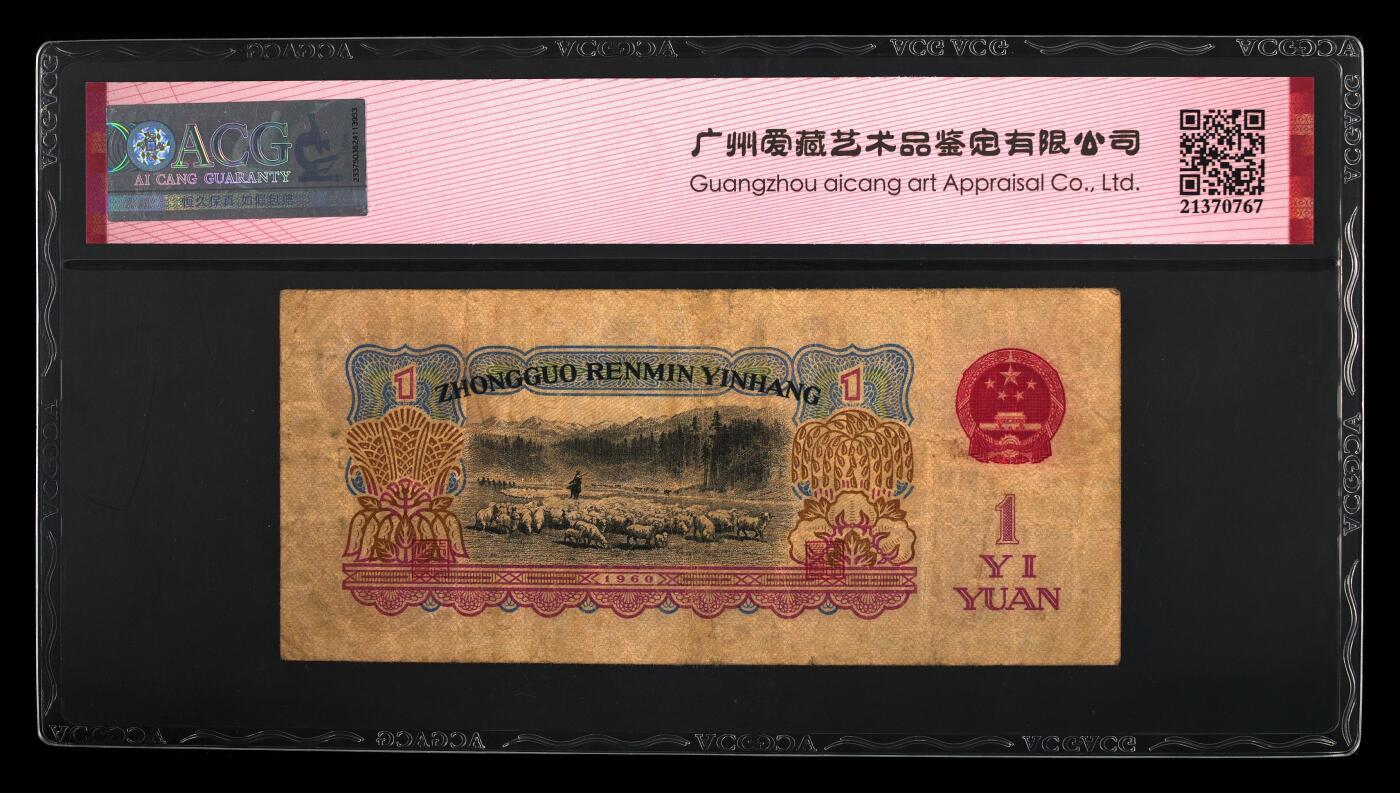 ACG
AI CANG GUARANTY
恒久保真 如假包赔
广州爱藏艺术品鉴定有限公司
Guangzhou aicang art Appraisal Co., Ltd.
21370767
1 ZHONGGUO RENMIN YINHANG 1
1960
1
YI
YUAN